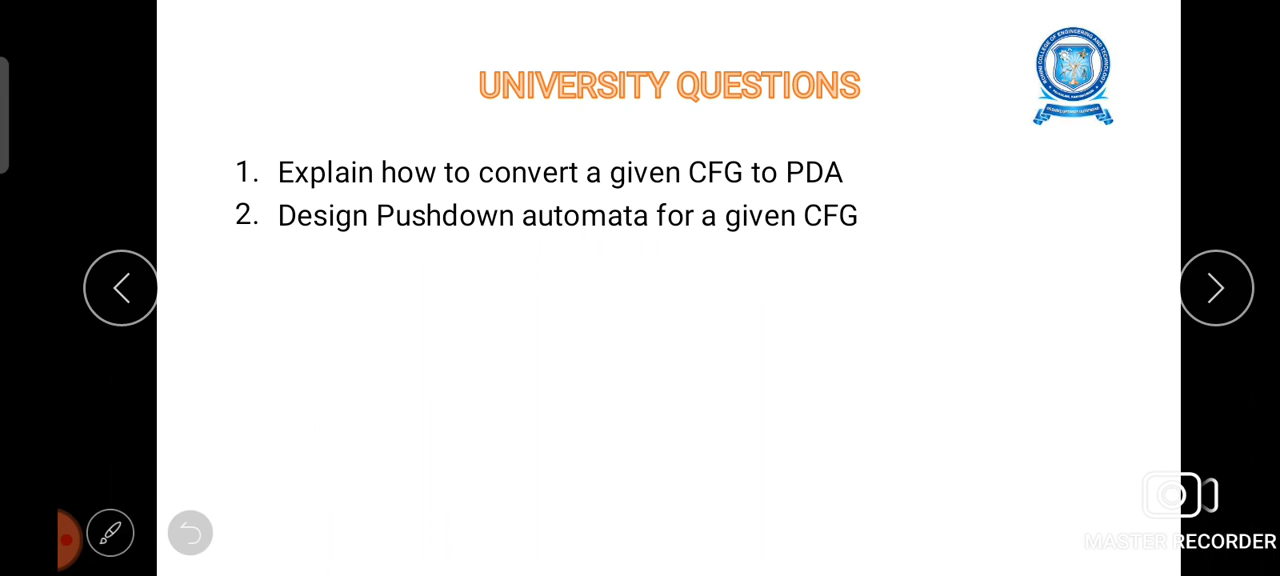 UNIVERSITY QUESTIONS
1. Explain how to convert a given CFG to PDA
2. Design Pushdown automata for a given CFG
MASTER RECORDER